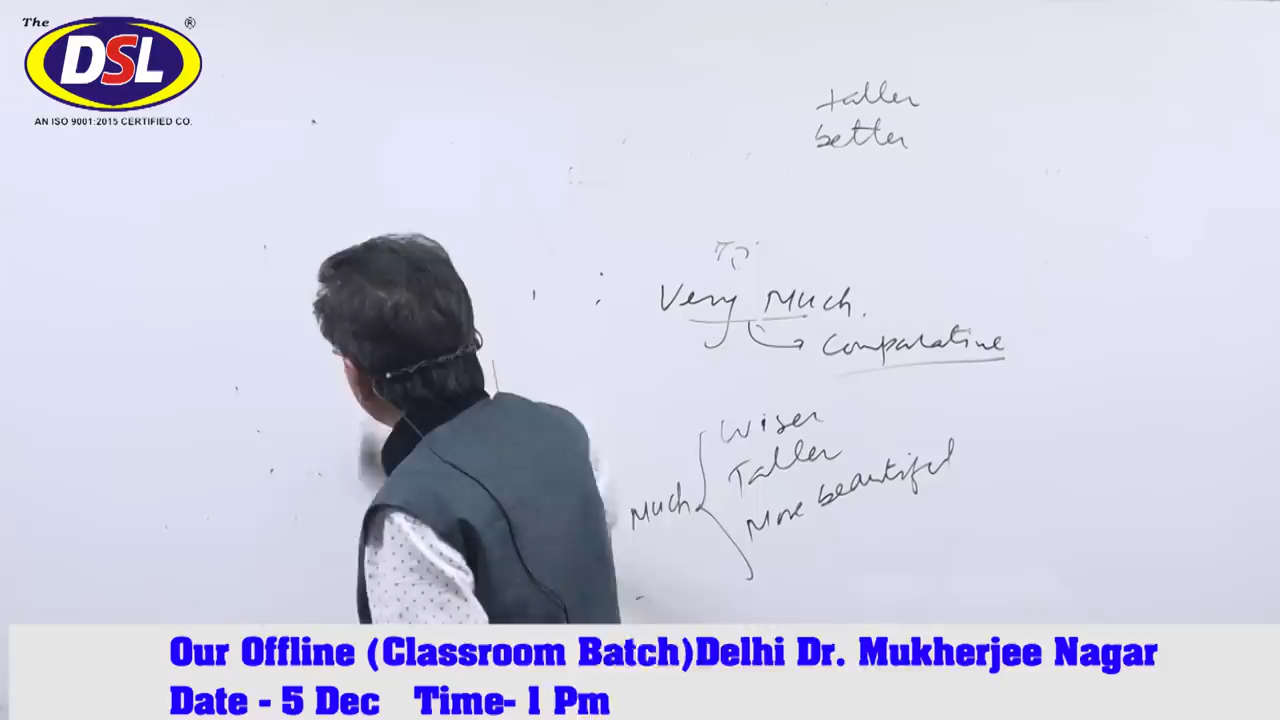 The
®
DSL
AN ISO 9001:2015 CERTIFIED CO.
taller
better
Very Much.
Comparative
Wiser
Taller
More beautiful
Much
Our Offline (Classroom Batch)Delhi Dr. Mukherjee Nagar
Date - 5 Dec Time- 1 Pm